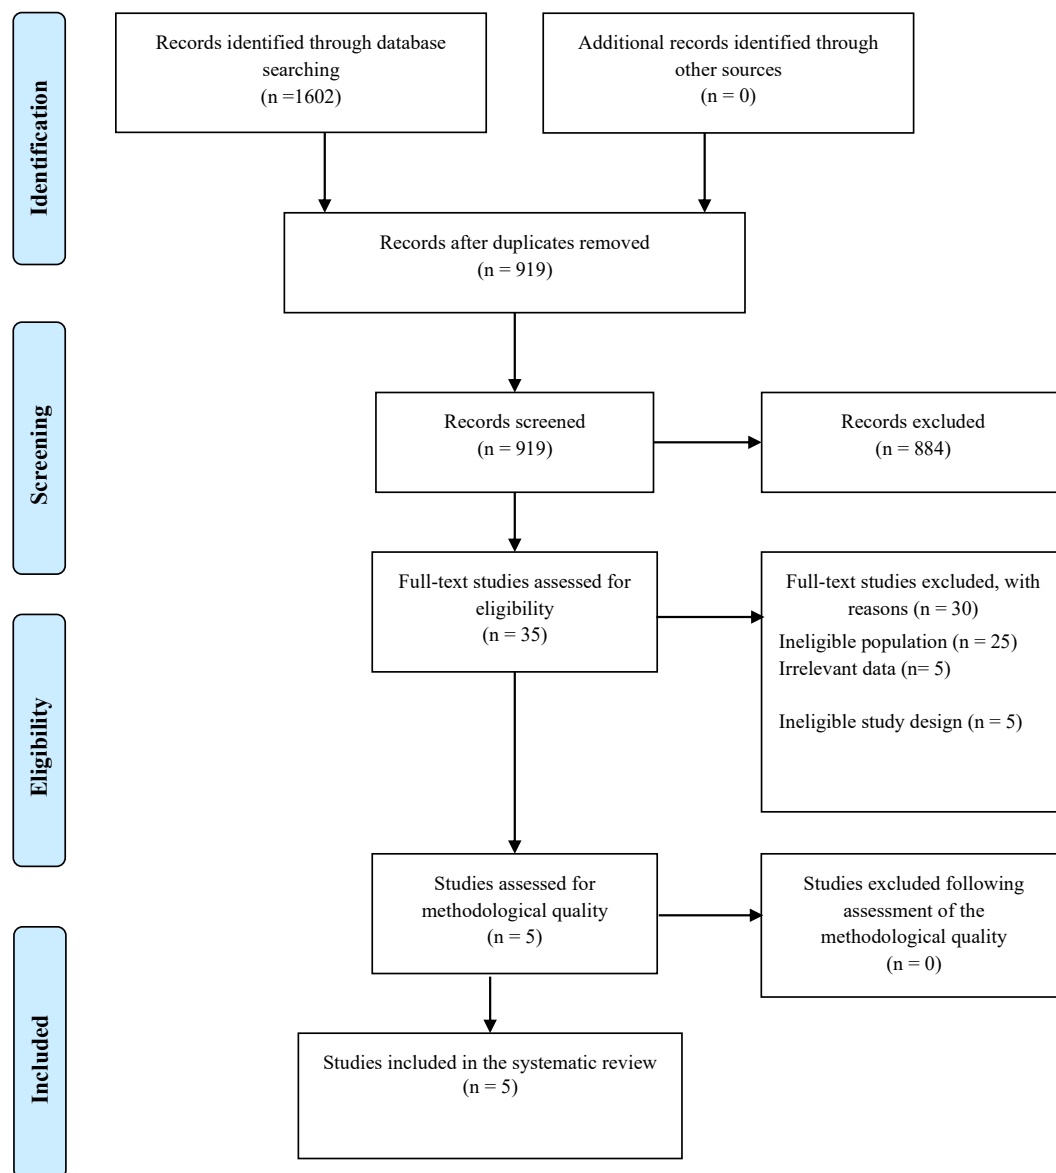 Identification
Records identified through database
searching
(n =1602)
Additional records identified through
other sources
(n = 0)
Records after duplicates removed
(n = 919)
Screening
Records screened
(n = 919)
Records excluded
(n = 884)
Eligibility
Full-text studies assessed for
eligibility
(n = 35)
Full-text studies excluded, with
reasons (n = 30)
Ineligible population (n = 25)
Irrelevant data (n= 5)
Ineligible study design (n = 5)
Studies assessed for
methodological quality
(n = 5)
Studies excluded following
assessment of the
methodological quality
(n = 0)
Included
Studies included in the systematic review
(n = 5)